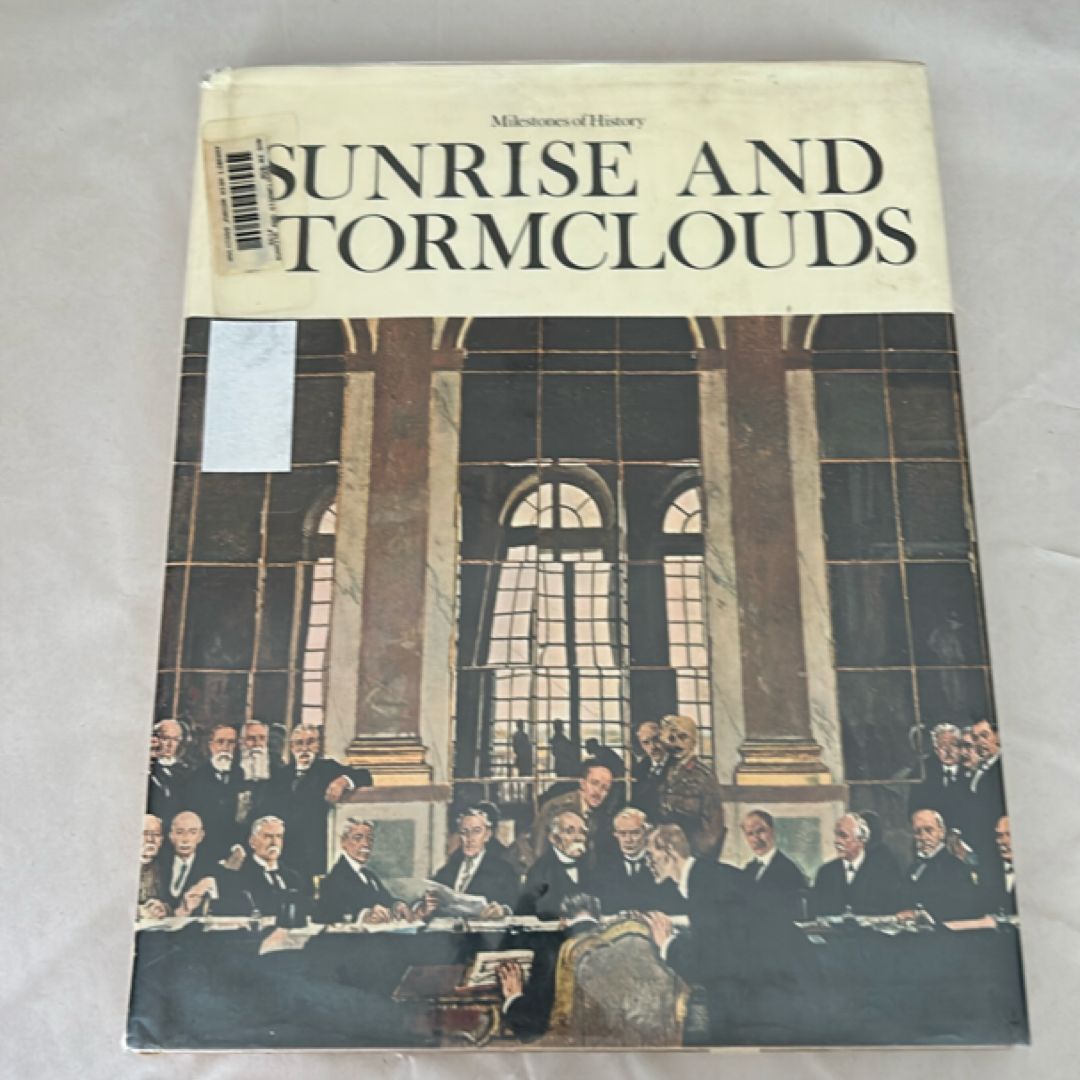 Milestones of History
SUNRISE AND
TORMCLOUDS